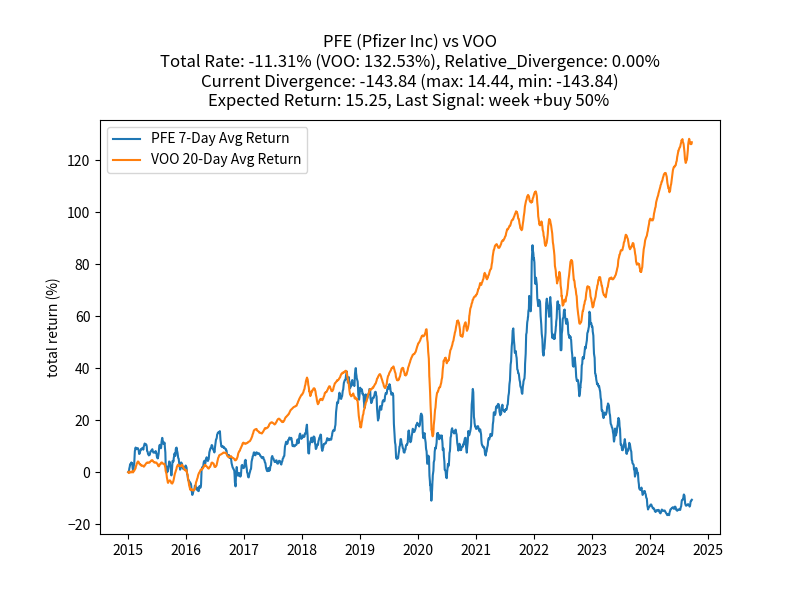 PFE (Pfizer Inc) vs VOO
Total Rate: -11.31% (VOO: 132.53%), Relative_Divergence: 0.00%
Current Divergence: -143.84 (max: 14.44, min: -143.84)
Expected Return: 15.25, Last Signal: week +buy 50%
PFE 7-Day Avg Return
VOO 20-Day Avg Return
total return (%)
120
100
80
60
40
20
0
−20
2015 2016 2017 2018 2019 2020 2021 2022 2023 2024 2025